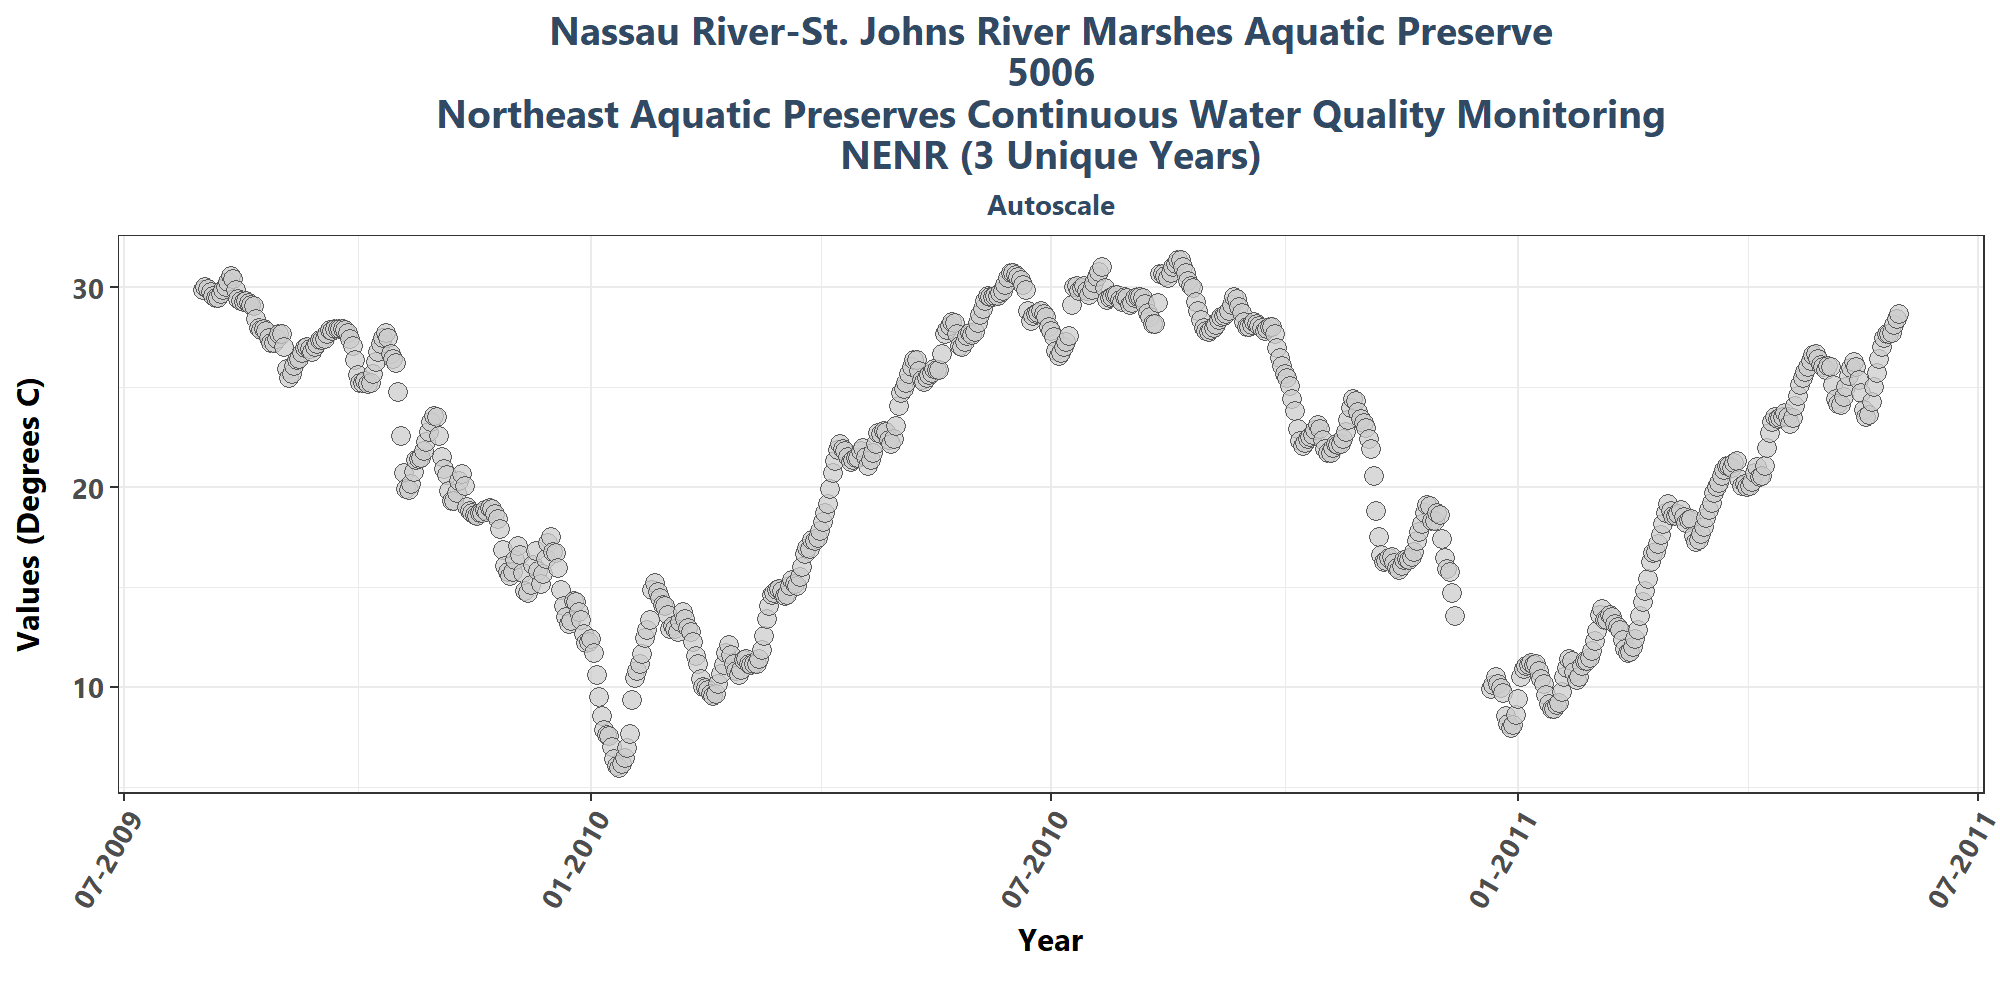 Nassau River-St. Johns River Marshes Aquatic Preserve
5006
Northeast Aquatic Preserves Continuous Water Quality Monitoring
NENR (3 Unique Years)
Autoscale
Values (Degrees C)
30
20
10
07-2009
01-2010
07-2010
01-2011
07-2011
Year